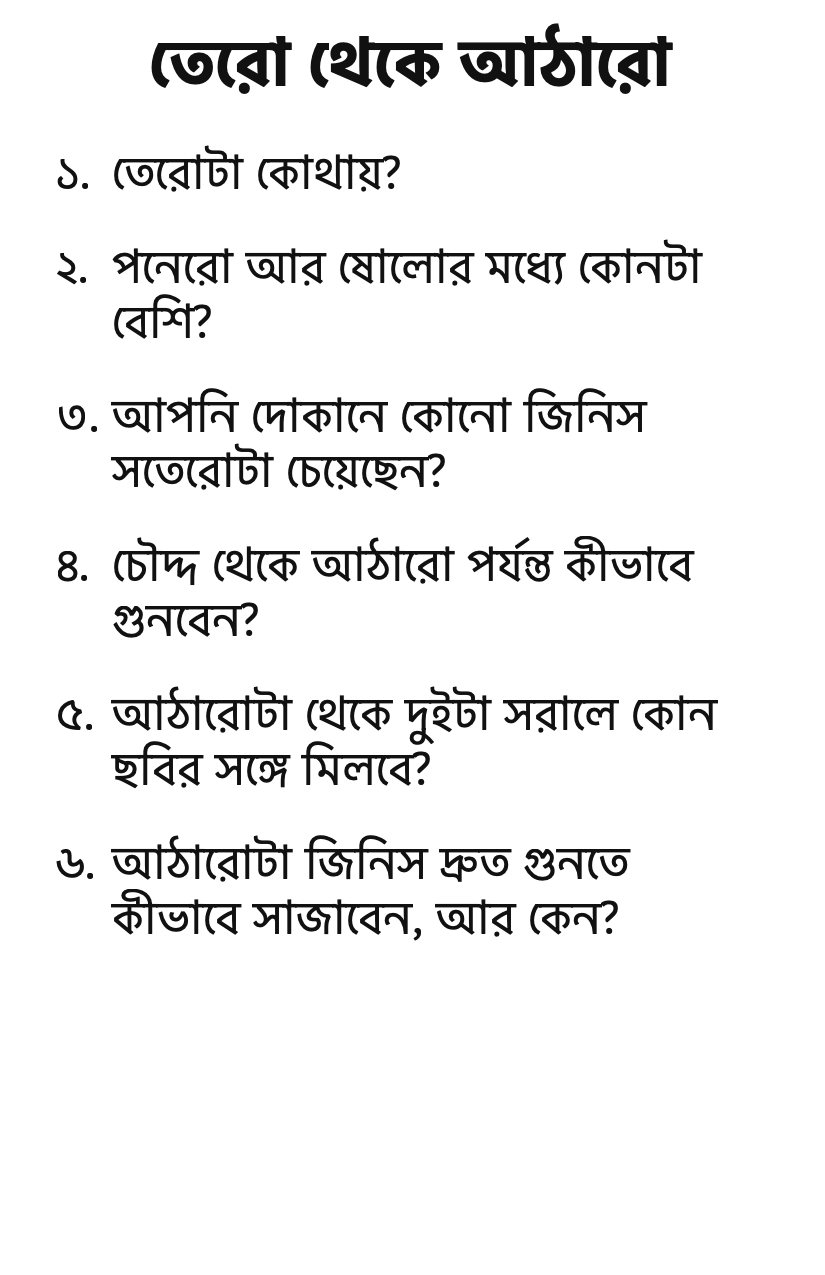 তেরো থেকে আঠারো
১. তেরোটা কোথায়?
২. পনেরো আর ষোলোর মধ্যে কোনটা
বেশি?
৩. আপনি দোকানে কোনো জিনিস
সতেরোটা চেয়েছেন?
৪. চৌদ্দ থেকে আঠারো পর্যন্ত কীভাবে
গুনবেন?
৫. আঠারোটা থেকে দুইটা সরালে কোন
ছবির সঙ্গে মিলবে?
৬. আঠারোটা জিনিস দ্রুত গুনতে
কীভাবে সাজাবেন, আর কেন?